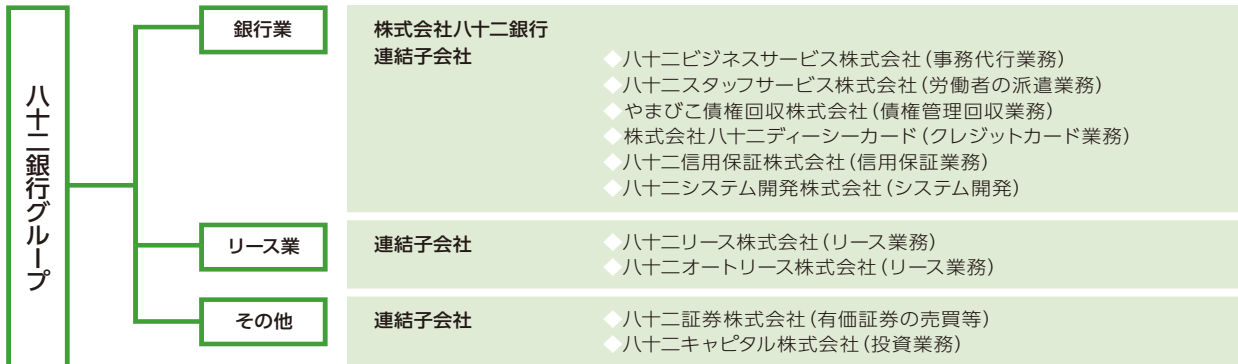 八十二銀行グループ
銀行業
株式会社八十二銀行
連結子会社
◆八十二ビジネスサービス株式会社(事務代行業務)
◆八十二スタッフサービス株式会社(労働者の派遣業務)
◆やまびこ債権回収株式会社(債権管理回収業務)
◆株式会社八十二ディーシーカード(クレジットカード業務)
◆八十二信用保証株式会社(信用保証業務)
◆八十二システム開発株式会社(システム開発)
リース業
連結子会社
◆八十二リース株式会社(リース業務)
◆八十二オートリース株式会社(リース業務)
その他
連結子会社
◆八十二証券株式会社(有価証券の売買等)
◆八十二キャピタル株式会社(投資業務)